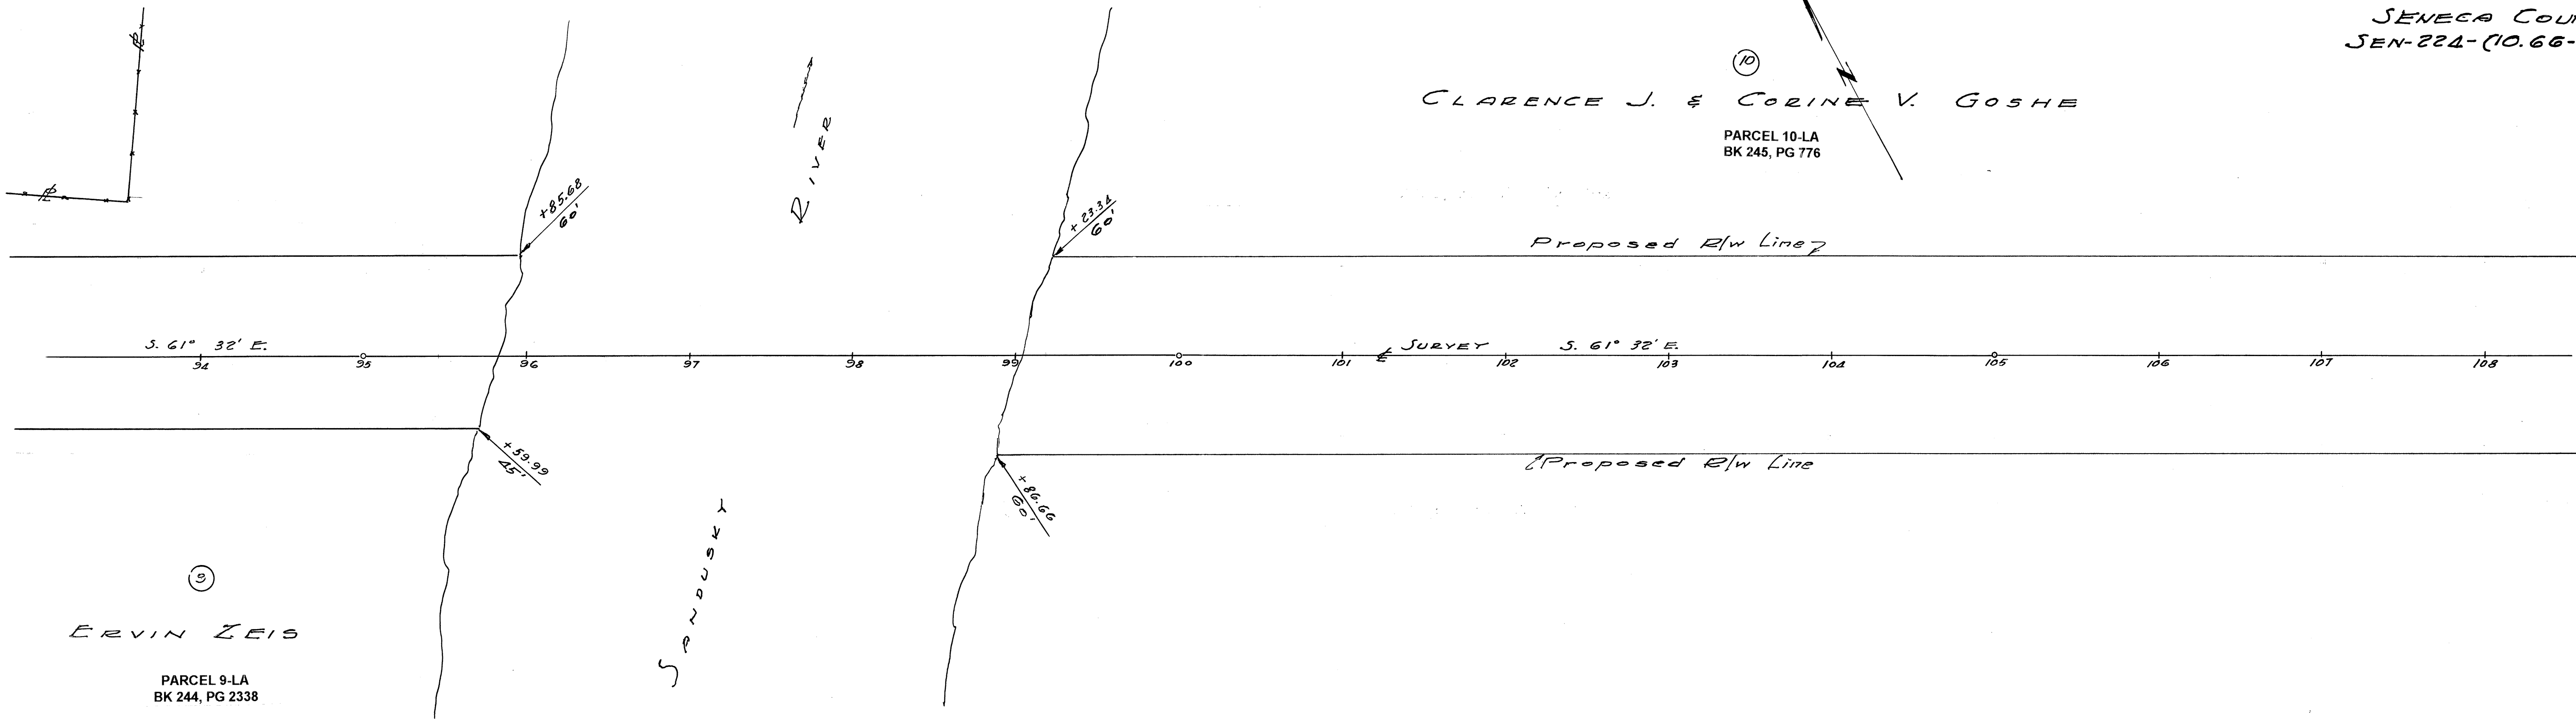 SENECA COU
SEN-224-(10.66-
10
CLARENCE J. & CORINE V. GOSHE
PARCEL 10-LA
BK 245, PG 776
N
RIVER
+85.68
60'
+23.34
60'
Proposed R/W Line
S. 61° 32' E.
℄ SURVEY S. 61° 32' E.
94 95 96 97 98 99 100 101 102 103 104 105 106 107 108
+59.99
45'
Proposed R/W Line
+86.66
60'
SANDUSKY
9
ERVIN ZEIS
PARCEL 9-LA
BK 244, PG 2338